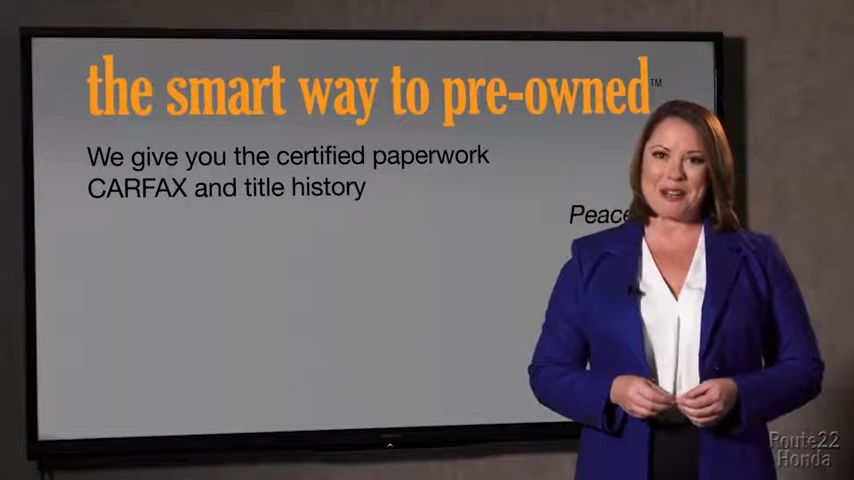 the smart way to pre-owned™
We give you the certified paperwork
CARFAX and title history
Peace
Route22
Honda